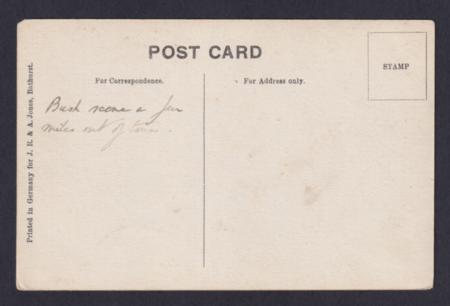 POST CARD
STAMP
For Correspondence.
For Address only.
Bush scene a few
miles out of town.
Printed in Germany for J. R. & A. Jones, Bathurst.